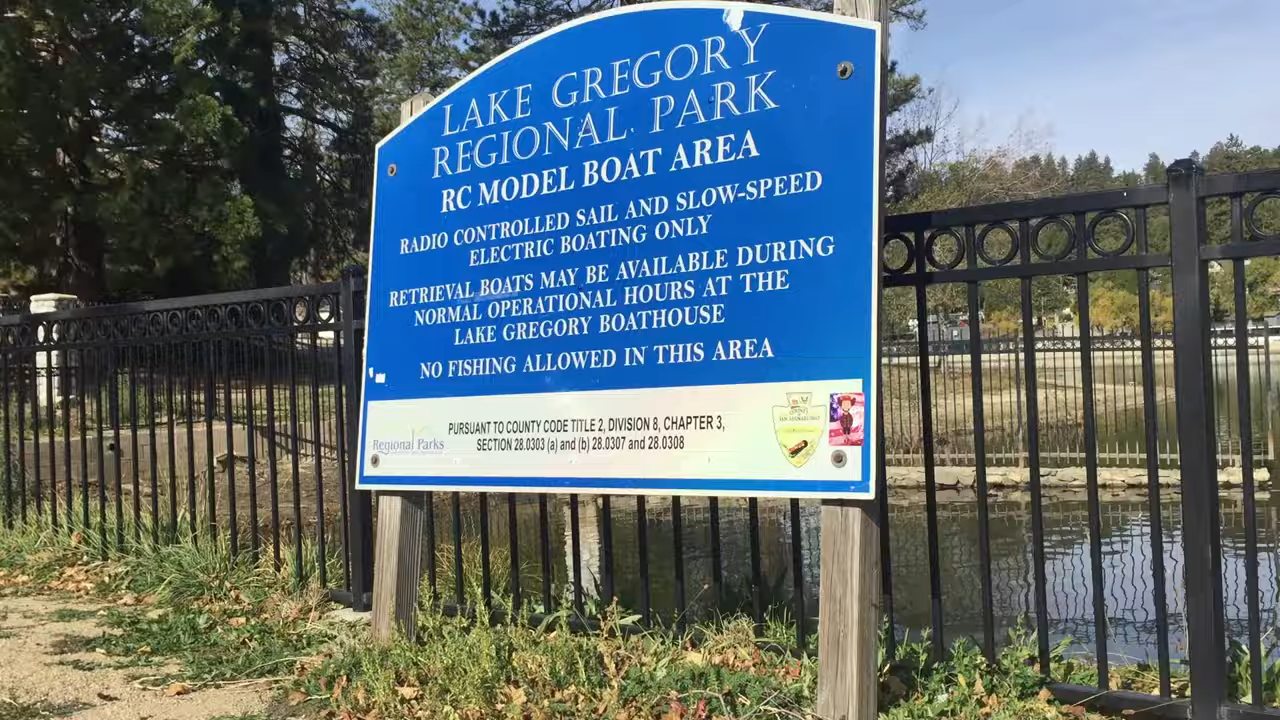 LAKE GREGORY
REGIONAL PARK
RC MODEL BOAT AREA
RADIO CONTROLLED SAIL AND SLOW-SPEED
ELECTRIC BOATING ONLY
RETRIEVAL BOATS MAY BE AVAILABLE DURING
NORMAL OPERATIONAL HOURS AT THE
LAKE GREGORY BOATHOUSE
NO FISHING ALLOWED IN THIS AREA
Regional Parks
PURSUANT TO COUNTY CODE TITLE 2, DIVISION 8, CHAPTER 3,
SECTION 28.0303 (a) and (b) 28.0307 and 28.0308